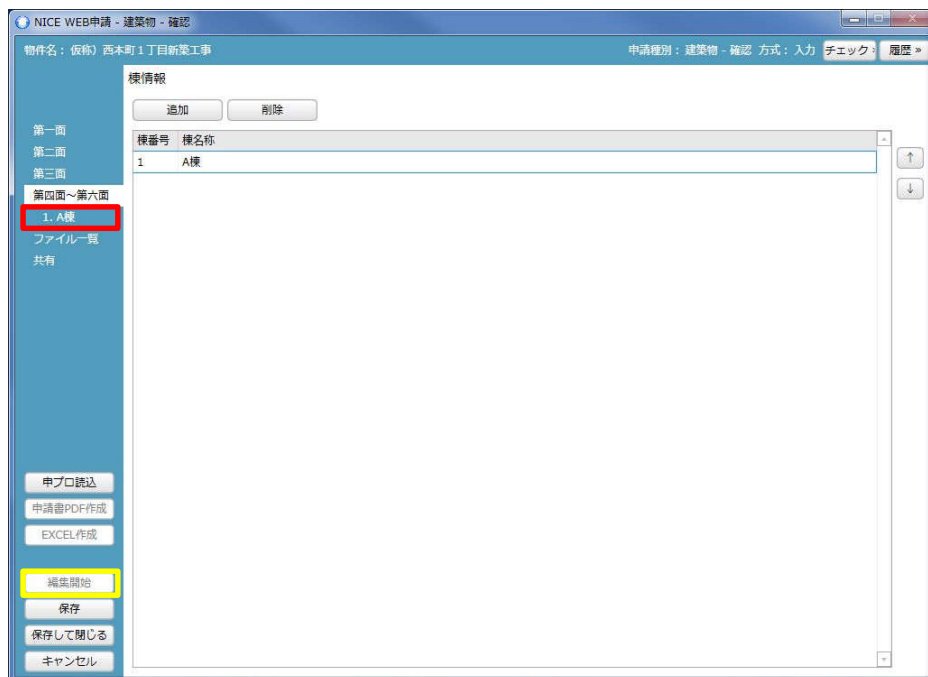 NICE WEB申請 - 建築物 - 確認
物件名： 仮称）西本町１丁目新築工事 申請種別： 建築物 - 確認 方式： 入力 チェック» 履歴 »
棟情報
追加 削除
第一面
第二面
第三面
第四面～第六面
1. A棟
ファイル一覧
共有
棟番号 棟名称
1 A棟
↑
↓
申プロ読込
申請書PDF作成
EXCEL作成
編集開始
保存
保存して閉じる
キャンセル